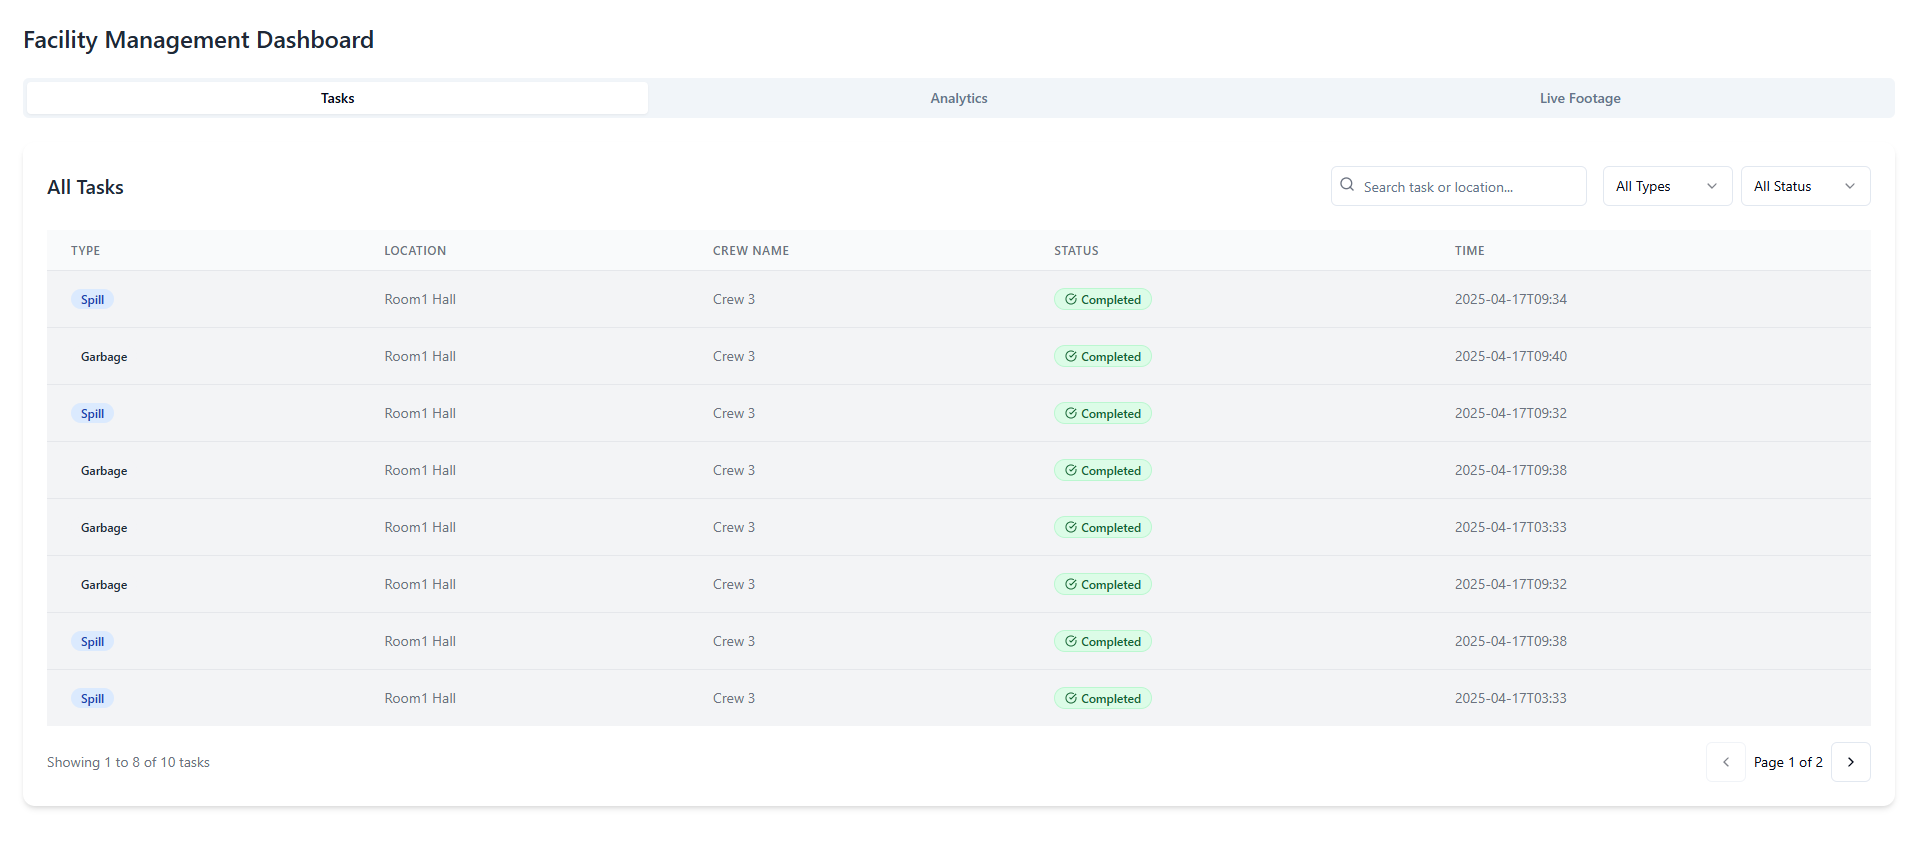 Facility Management Dashboard
Tasks Analytics Live Footage
All Tasks Search task or location... All Types All Status
TYPE LOCATION CREW NAME STATUS TIME
Spill Room1 Hall Crew 3 Completed 2025-04-17T09:34
Garbage Room1 Hall Crew 3 Completed 2025-04-17T09:40
Spill Room1 Hall Crew 3 Completed 2025-04-17T09:32
Garbage Room1 Hall Crew 3 Completed 2025-04-17T09:38
Garbage Room1 Hall Crew 3 Completed 2025-04-17T03:33
Garbage Room1 Hall Crew 3 Completed 2025-04-17T09:32
Spill Room1 Hall Crew 3 Completed 2025-04-17T09:38
Spill Room1 Hall Crew 3 Completed 2025-04-17T03:33
Showing 1 to 8 of 10 tasks Page 1 of 2